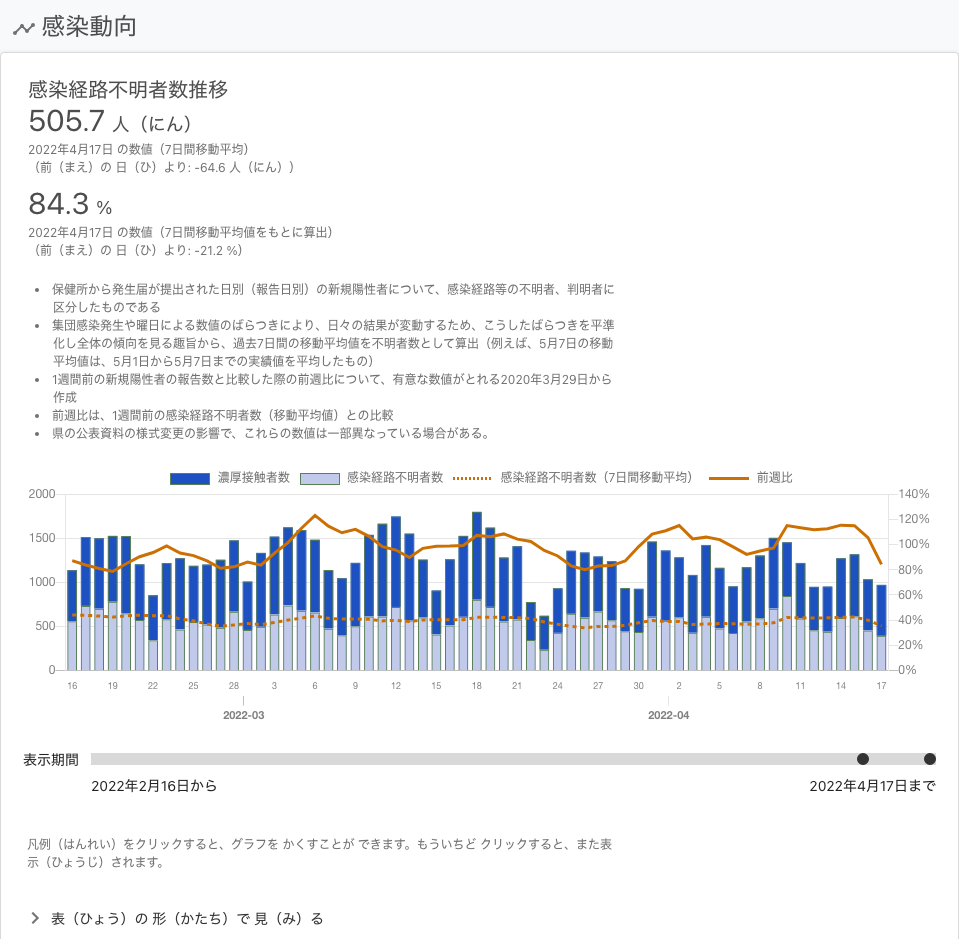 感染動向
感染経路不明者数推移
505.7 人（にん）
2022年4月17日 の数値（7日間移動平均）
（前（まえ）の 日（ひ）より: -64.6 人（にん））
84.3 %
2022年4月17日 の数値（7日間移動平均値をもとに算出）
（前（まえ）の 日（ひ）より: -21.2 %）
• 保健所から発生届が提出された日別（報告日別）の新規陽性者について、感染経路等の不明者、判明者に
区分したものである
• 集団感染発生や曜日による数値のばらつきにより、日々の結果が変動するため、こうしたばらつきを平準
化し全体の傾向を見る趣旨から、過去7日間の移動平均値を不明者数として算出（例えば、5月7日の移動
平均値は、5月1日から5月7日までの実績値を平均したもの）
• 1週間前の新規陽性者の報告数と比較した際の前週比について、有意な数値がとれる2020年3月29日から
作成
• 前週比は、1週間前の感染経路不明者数（移動平均値）との比較
• 県の公表資料の様式変更の影響で、これらの数値は一部異なっている場合がある。
濃厚接触者数 感染経路不明者数 感染経路不明者数（7日間移動平均） 前週比
2000 140%
120%
1500
100%
1000 80%
60%
500 40%
20%
0 0%
16 19 22 25 28 3 6 9 12 15 18 21 24 27 30 2 5 8 11 14 17
2022-03 2022-04
表示期間
2022年2月16日から 2022年4月17日まで
凡例（はんれい）をクリックすると、グラフを かくすことが できます。もういちど クリックすると、また表
示（ひょうじ）されます。
表（ひょう）の 形（かたち）で 見（み）る